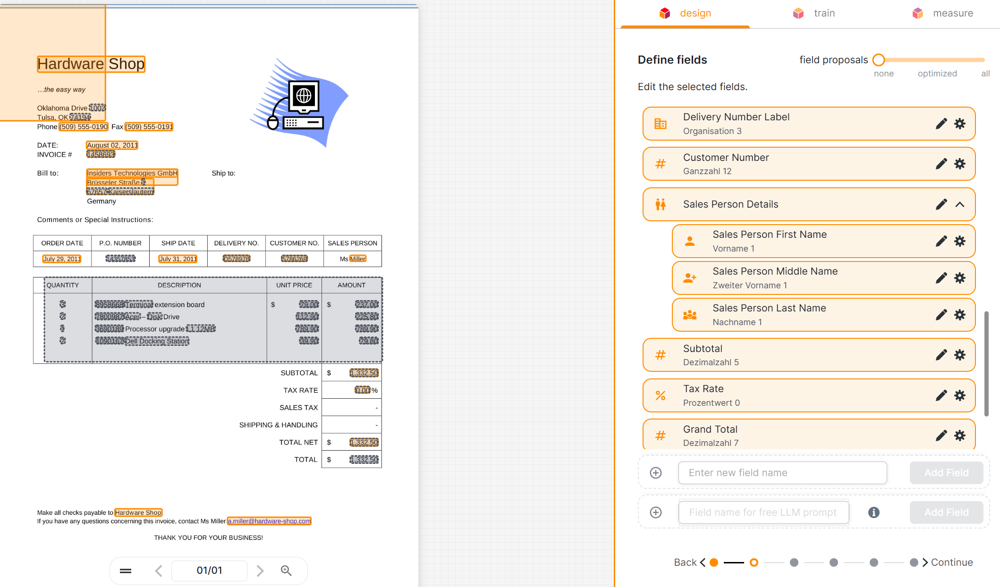 Hardware Shop
...the easy way
Oklahoma Drive 1002
Tulsa, OK 74194
Phone (509) 555-0190 Fax (509) 555-0191
DATE: August 02, 2011
INVOICE # 1458693
Bill to: Insiders Technologies GmbH Ship to:
Brüsseler Straße 1
67657 Kaiserslautern
Germany
Comments or Special Instructions:
ORDER DATE P.O. NUMBER SHIP DATE DELIVERY NO. CUSTOMER NO. SALES PERSON
July 29, 2011 14357853 July 31, 2011 D578978 5786269 Ms Miller
QUANTITY DESCRIPTION UNIT PRICE AMOUNT
3 8958668 Terminal extension board $ 79.00 $ 237.00
2 7800987 Acer – Disk Drive 112.90 225.80
1 3690189 Processor upgrade L1.12MB 789.90 789.90
2 1090167 Dell Docking Station 39.90 79.80
SUBTOTAL $ 1,332.50
TAX RATE 0.00 %
SALES TAX -
SHIPPING & HANDLING -
TOTAL NET $ 1,332.50
TOTAL $ 1,332.50
Make all checks payable to Hardware Shop
If you have any questions concerning this invoice, contact Ms Miller a.miller@hardware-shop.com
THANK YOU FOR YOUR BUSINESS!
01/01
design train measure
Define fields field proposals
none optimized all
Edit the selected fields.
Delivery Number Label
Organisation 3
Customer Number
Ganzzahl 12
Sales Person Details
Sales Person First Name
Vorname 1
Sales Person Middle Name
Zweiter Vorname 1
Sales Person Last Name
Nachname 1
Subtotal
Dezimalzahl 5
Tax Rate
Prozentwert 0
Grand Total
Dezimalzahl 7
Enter new field name Add Field
Field name for free LLM prompt Add Field
Back Continue